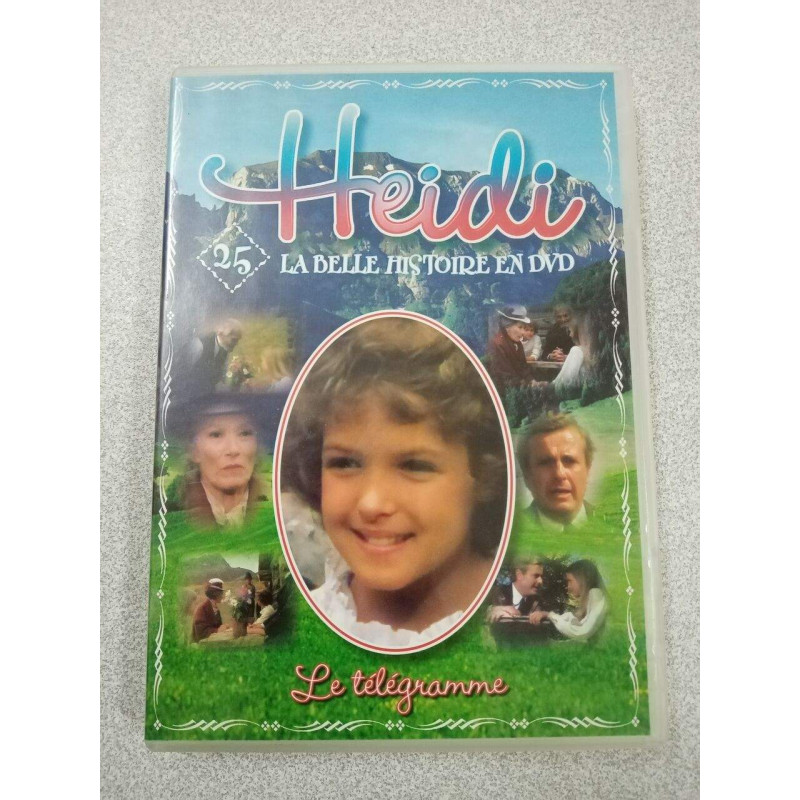 Heidi
25
LA BELLE HISTOIRE EN DVD
Le télégramme